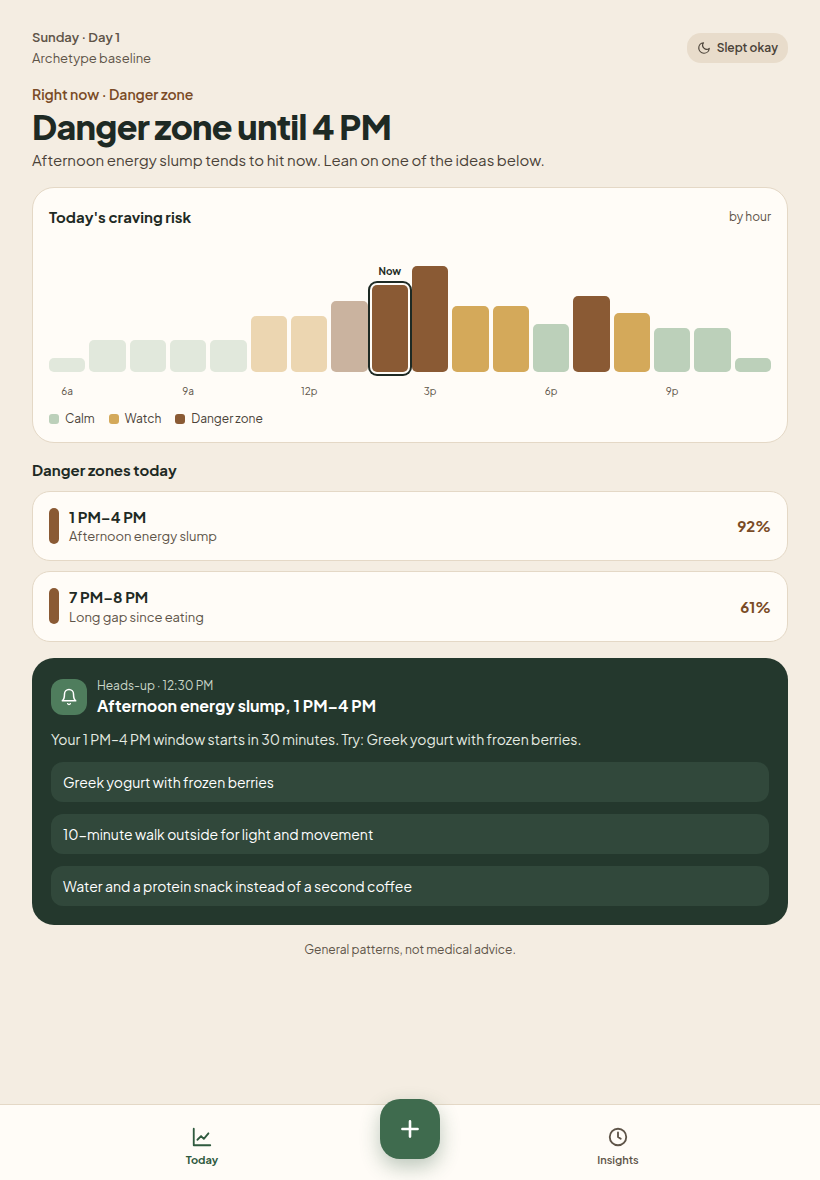 Sunday · Day 1
Archetype baseline
Slept okay
Right now · Danger zone
Danger zone until 4 PM
Afternoon energy slump tends to hit now. Lean on one of the ideas below.
Today's craving risk
by hour
Now
6a 9a 12p 3p 6p 9p
Calm Watch Danger zone
Danger zones today
1 PM–4 PM
Afternoon energy slump
92%
7 PM–8 PM
Long gap since eating
61%
Heads-up · 12:30 PM
Afternoon energy slump, 1 PM–4 PM
Your 1 PM–4 PM window starts in 30 minutes. Try: Greek yogurt with frozen berries.
Greek yogurt with frozen berries
10-minute walk outside for light and movement
Water and a protein snack instead of a second coffee
General patterns, not medical advice.
Today
Insights